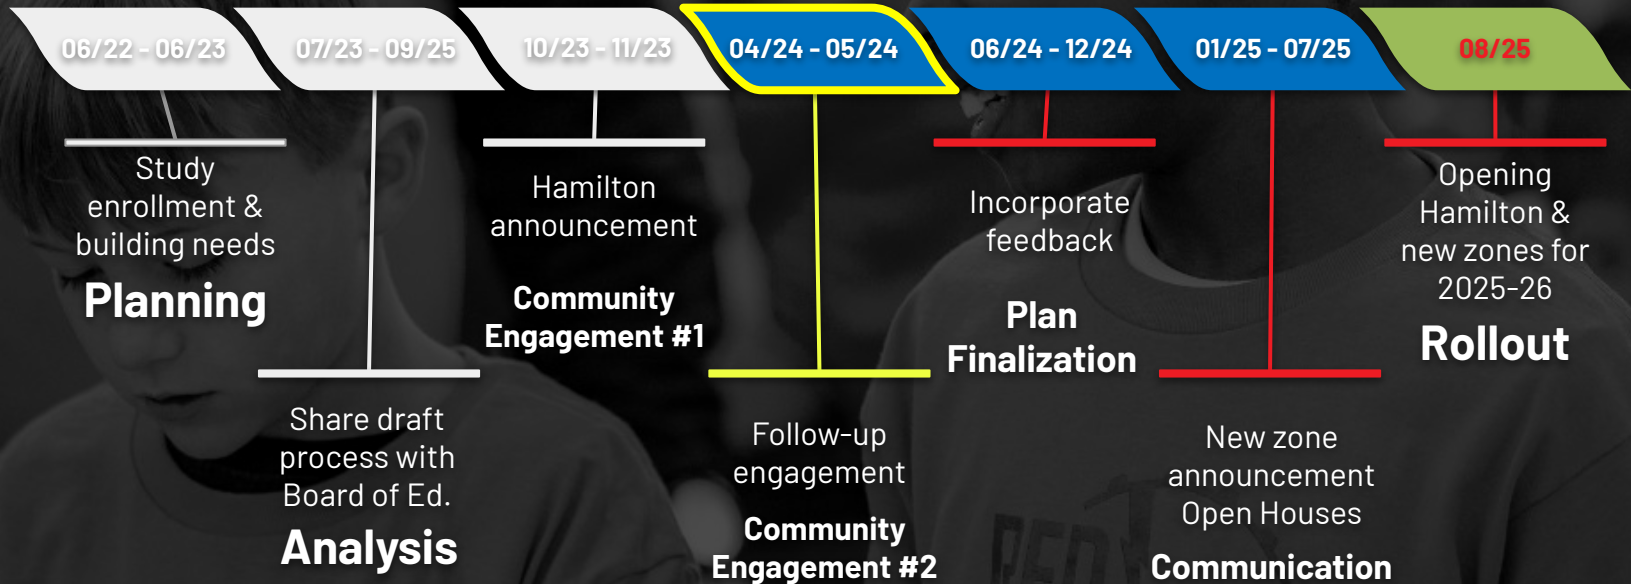 06/22 - 06/23
07/23 - 09/25
10/23 - 11/23
04/24 - 05/24
06/24 - 12/24
01/25 - 07/25
08/25
Study
enrollment &
building needs
Planning
Share draft
process with
Board of Ed.
Analysis
Hamilton
announcement
Community
Engagement #1
Follow-up
engagement
Community
Engagement #2
Incorporate
feedback
Plan
Finalization
New zone
announcement
Open Houses
Communication
Opening
Hamilton &
new zones for
2025-26
Rollout